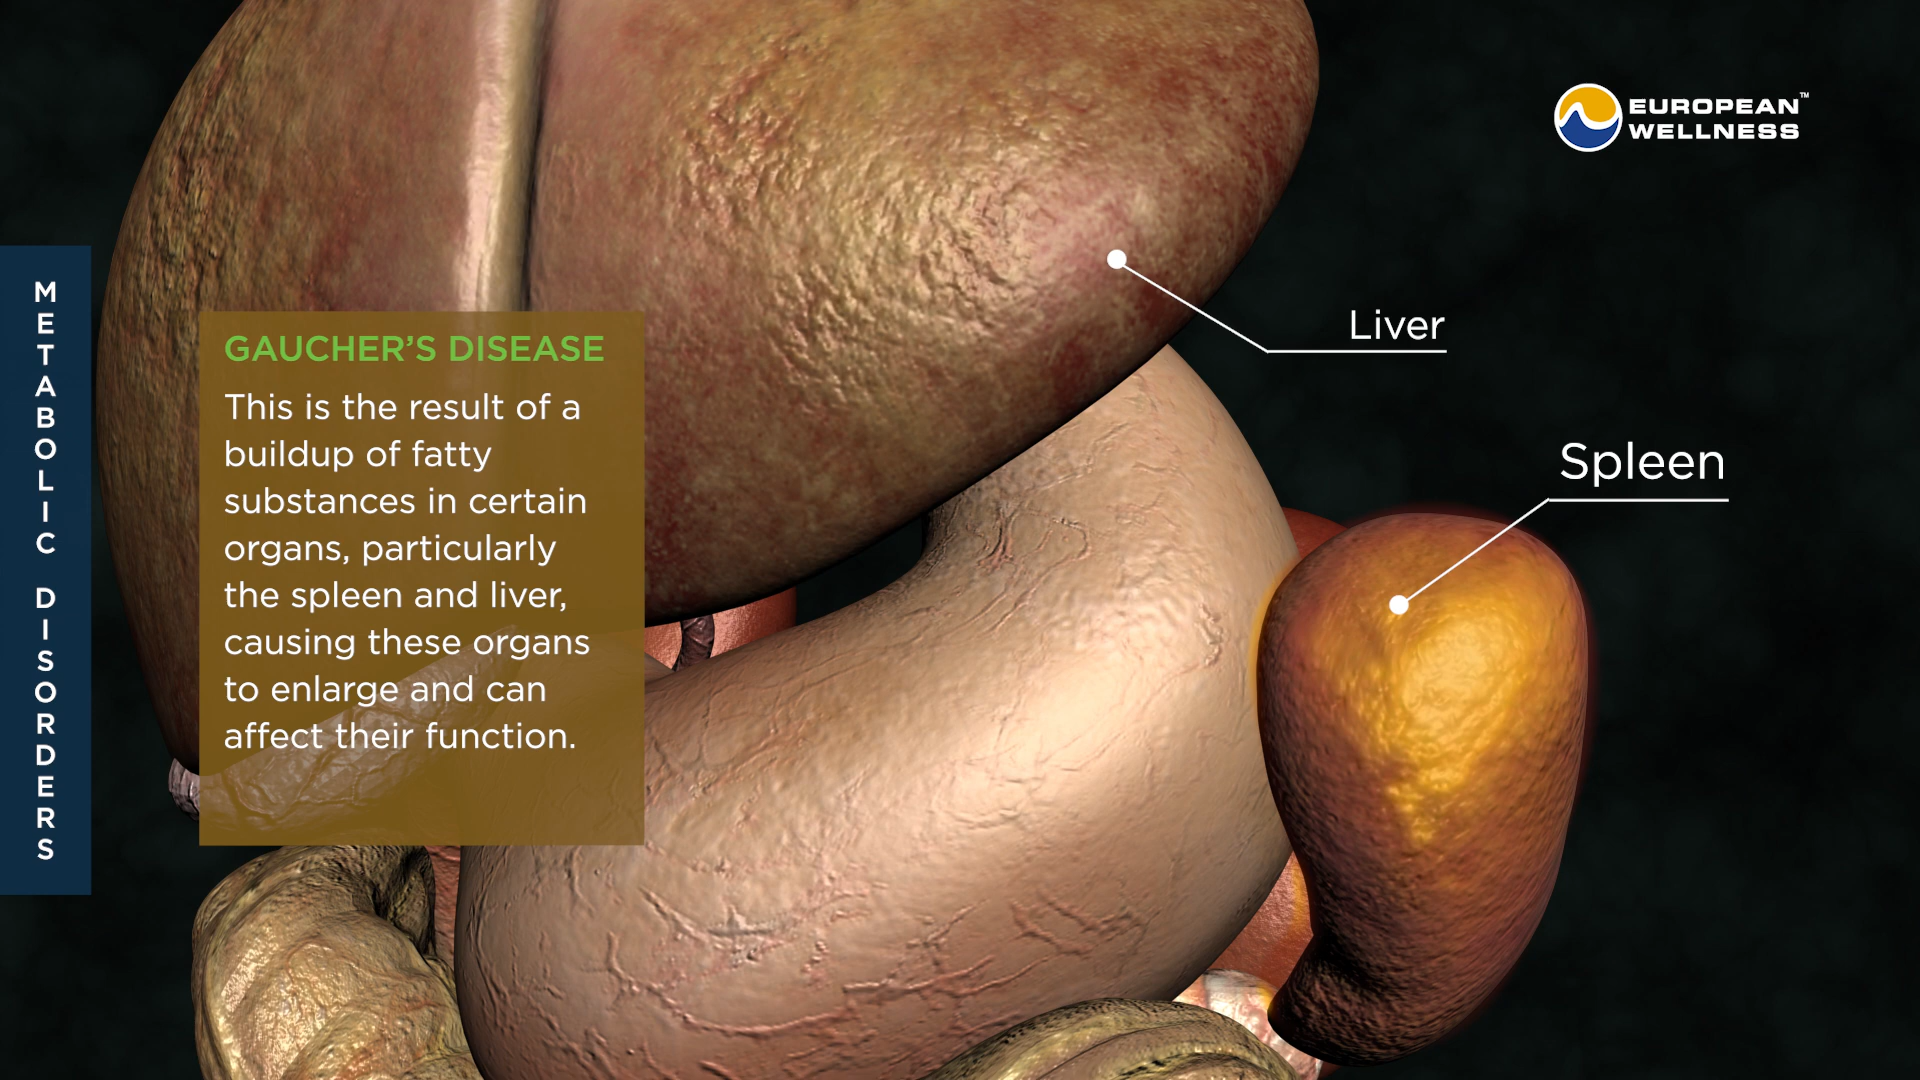 EUROPEAN™
WELLNESS
METABOLIC DISORDERS
GAUCHER'S DISEASE
This is the result of a
buildup of fatty
substances in certain
organs, particularly
the spleen and liver,
causing these organs
to enlarge and can
affect their function.
Liver
Spleen